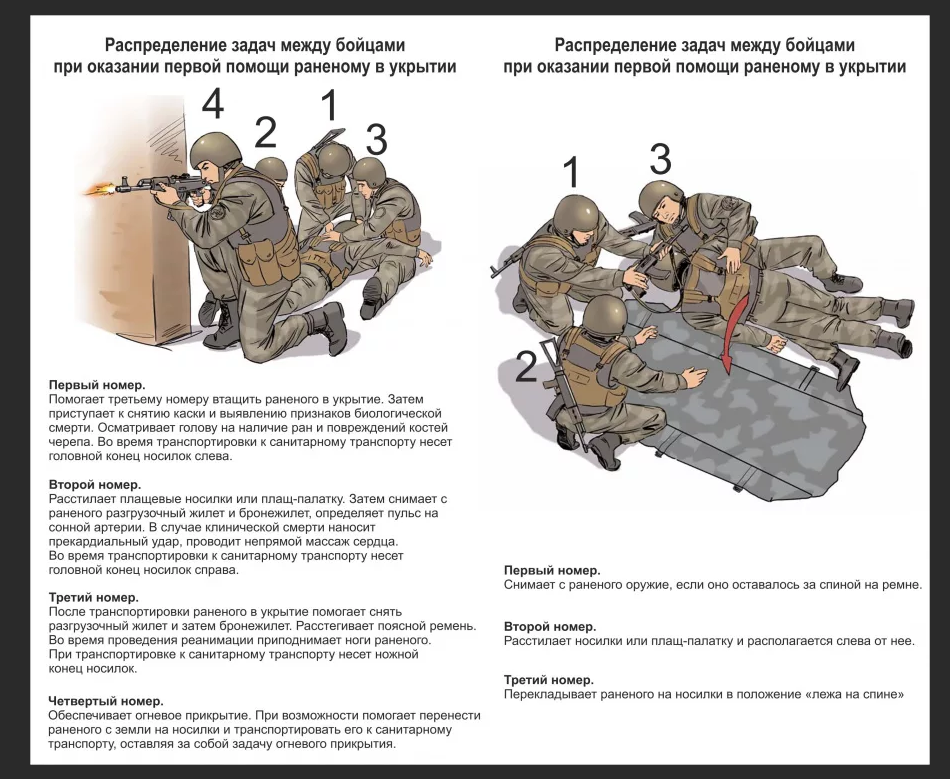 Распределение задач между бойцами
при оказании первой помощи раненому в укрытии
4
2
1
3
Первый номер.
Помогает третьему номеру втащить раненого в укрытие. Затем
приступает к снятию каски и выявлению признаков биологической
смерти. Осматривает голову на наличие ран и повреждений костей
черепа. Во время транспортировки к санитарному транспорту несет
головной конец носилок слева.
Второй номер.
Расстилает плащевые носилки или плащ-палатку. Затем снимает с
раненого разгрузочный жилет и бронежилет, определяет пульс на
сонной артерии. В случае клинической смерти наносит
прекардиальный удар, проводит непрямой массаж сердца.
Во время транспортировки к санитарному транспорту несет
головной конец носилок справа.
Третий номер.
После транспортировки раненого в укрытие помогает снять
разгрузочный жилет и затем бронежилет. Расстегивает поясной ремень.
Во время проведения реанимации приподнимает ноги раненого.
При транспортировке к санитарному транспорту несет ножной
конец носилок.
Четвертый номер.
Обеспечивает огневое прикрытие. При возможности помогает перенести
раненого с земли на носилки и транспортировать его к санитарному
транспорту, оставляя за собой задачу огневого прикрытия.
Распределение задач между бойцами
при оказании первой помощи раненому в укрытии
1
3
2
Первый номер.
Снимает с раненого оружие, если оно оставалось за спиной на ремне.
Второй номер.
Расстилает носилки или плащ-палатку и располагается слева от нее.
Третий номер.
Перекладывает раненого на носилки в положение «лежа на спине»